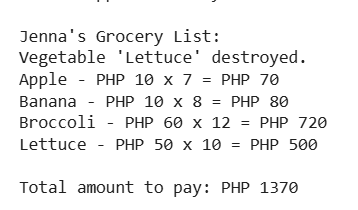 Jenna's Grocery List:
Vegetable 'Lettuce' destroyed.
Apple - PHP 10 x 7 = PHP 70
Banana - PHP 10 x 8 = PHP 80
Broccoli - PHP 60 x 12 = PHP 720
Lettuce - PHP 50 x 10 = PHP 500
Total amount to pay: PHP 1370